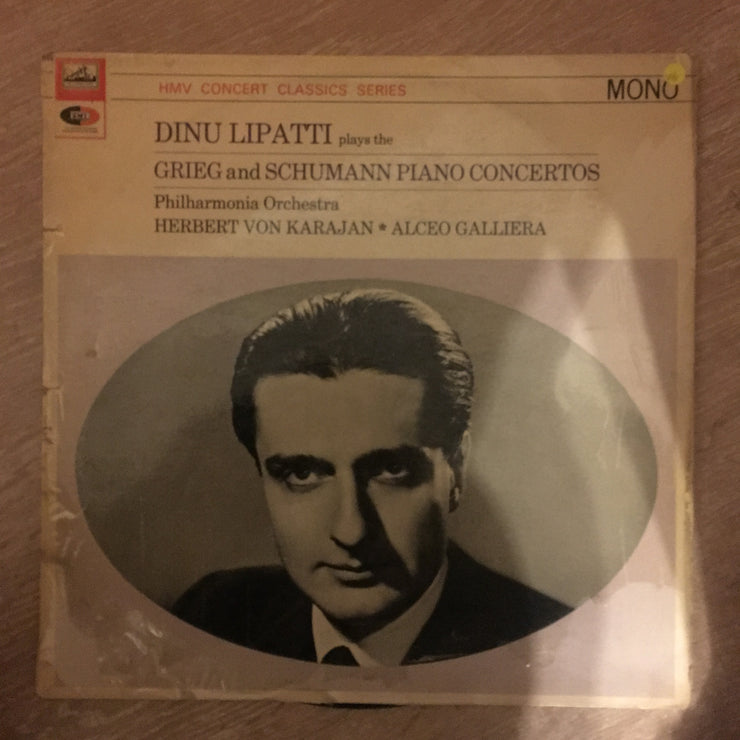 HMV CONCERT CLASSICS SERIES
MONO
EMI
DINU LIPATTI plays the
GRIEG and SCHUMANN PIANO CONCERTOS
Philharmonia Orchestra
HERBERT VON KARAJAN * ALCEO GALLIERA